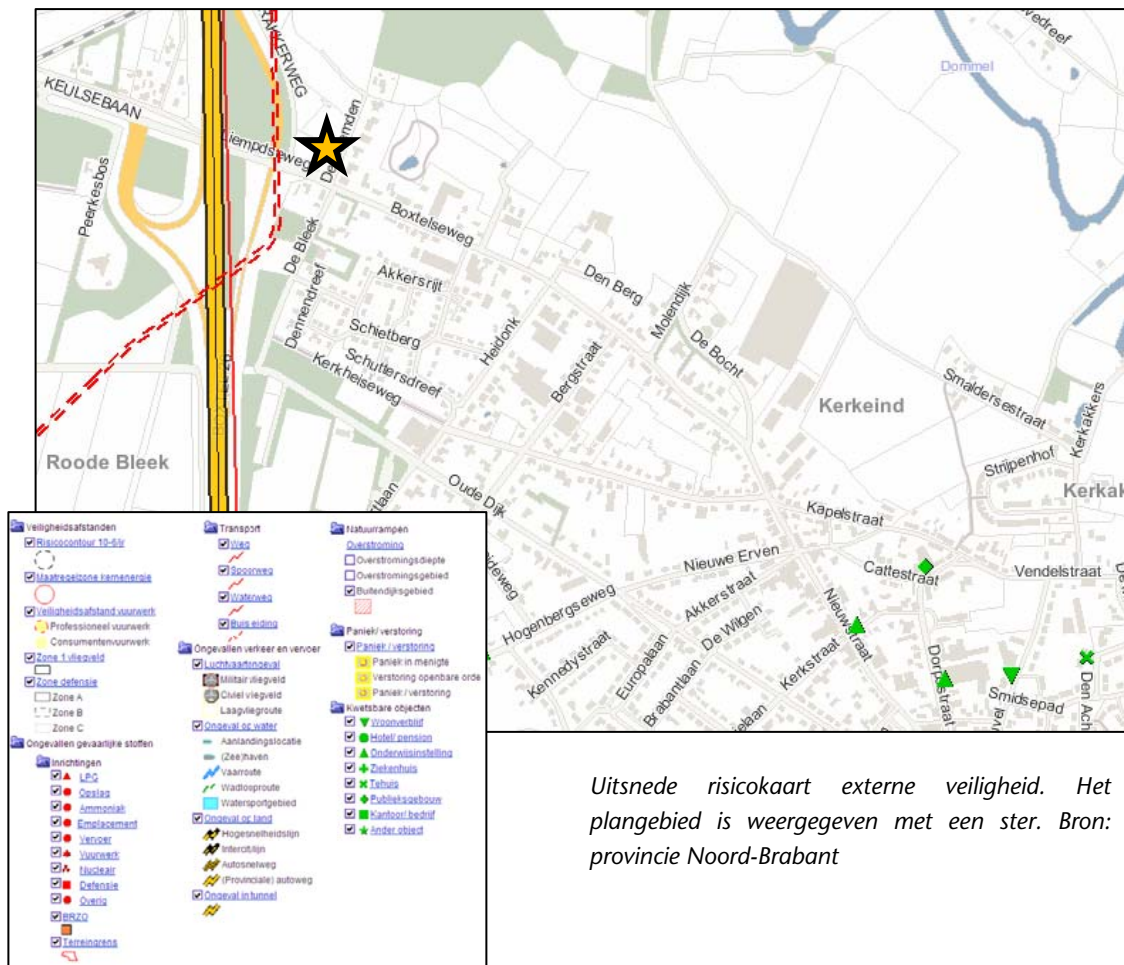 KEULSEBAAN
AKKERWEG
Liempdseweg
Peerkesbos
De Bleek
Dennendreef
Akkersrijt
Schietberg
Schuttersdreef
Kerkheiseweg
Boxtelseweg
Heidonk
Den Berg
Bergstraat
Molendijk
De Bocht
Dommel
Kerkeind
Smaldersestraat
Kerkakkers
Strijpenhof
Roode Bleek
Oude Dijk
Kapelstraat
Nieuwe Erven
Cattestraat
Vendelstraat
Hogenbergseweg
Akkerstraat
De Wilgen
Nieuwstraat
Kennedystraat
Europalaan
Brabantlaan
Kerkstraat
Dorpsstraat
Smidsepad
Den Ach
Veiligheidsafstanden
Risicocontour 10-6/jr
Maatregelzone kernenergie
Veiligheidsafstand vuurwerk
Professioneel vuurwerk
Consumentenvuurwerk
Zone 1 vliegveld
Zone defensie
Zone A
Zone B
Zone C
Ongevallen gevaarlijke stoffen
Inrichtingen
LPG
Opslag
Ammoniak
Emplacement
Vervoer
Vuurwerk
Nucleair
Defensie
Overig
BRZO
Terreingrens
Transport
Weg
Spoorweg
Waterweg
Buisleiding
Ongevallen verkeer en vervoer
Luchtvaartongeval
Militair vliegveld
Civiel vliegveld
Laagvliegroute
Ongeval op water
Aanlandingslocatie
(Zee)haven
Vaarroute
Wadlooproute
Watersportgebied
Ongeval op land
Hogesnelheidslijn
Intercitylijn
Autosnelweg
(Provinciale) autoweg
Ongeval in tunnel
Natuurrampen
Overstroming
Overstromingsdiepte
Overstromingsgebied
Buitendijksgebied
Paniek/ verstoring
Paniek / verstoring
Paniek in menigte
Verstoring openbare orde
Paniek / verstoring
Kwetsbare objecten
Woonverblijf
Hotel/ pension
Onderwijsinstelling
Ziekenhuis
Tehuis
Publieksgebouw
Kantoor/ bedrijf
Ander object
Uitsnede risicokaart externe veiligheid. Het
plangebied is weergegeven met een ster. Bron:
provincie Noord-Brabant